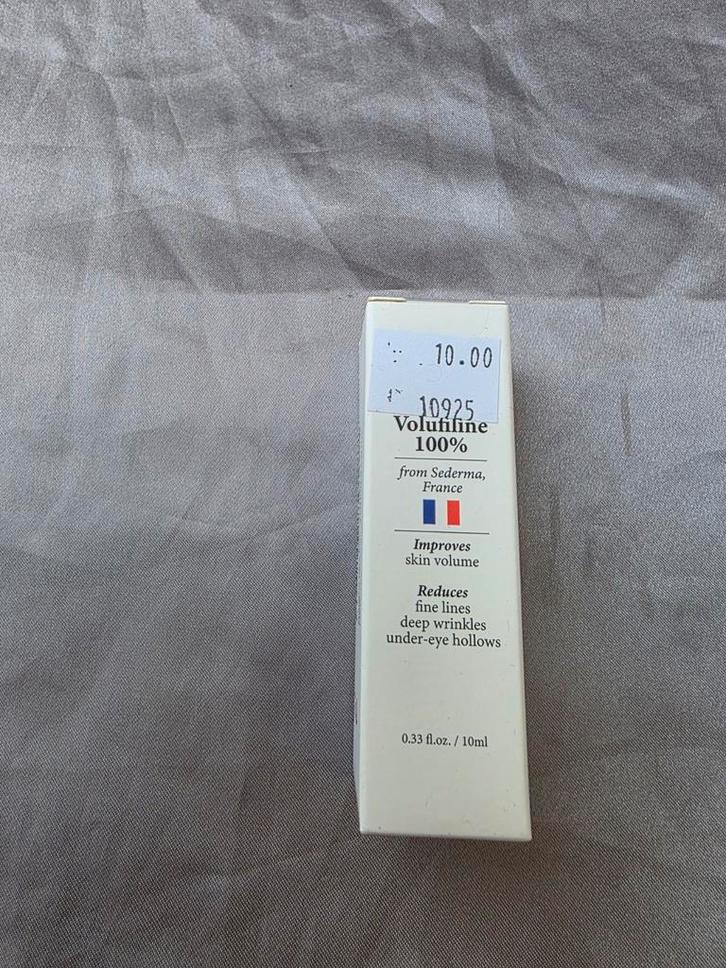 10.00
10925
Volufiline
100%
from Sederma,
France
Improves
skin volume
Reduces
fine lines
deep wrinkles
under-eye hollows
0.33 fl.oz. / 10ml